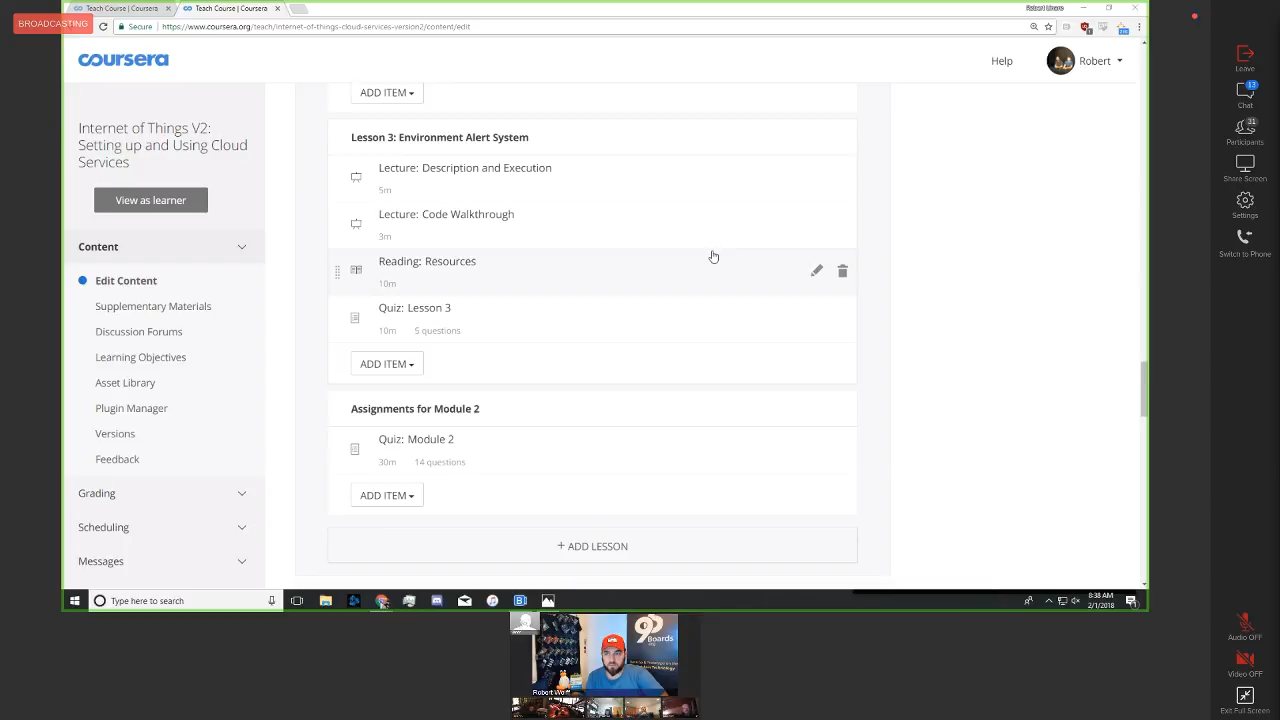 BROADCASTING
Teach Course | Coursera
Teach Course | Coursera
Secure
https://www.coursera.org/teach/internet-of-things-cloud-services-version2/content/edit
coursera
Help
Robert
Internet of Things V2:
Setting up and Using Cloud
Services
View as learner
Content
Edit Content
Supplementary Materials
Discussion Forums
Learning Objectives
Asset Library
Plugin Manager
Versions
Feedback
Grading
Scheduling
Messages
ADD ITEM
Lesson 3: Environment Alert System
Lecture: Description and Execution
5m
Lecture: Code Walkthrough
3m
Reading: Resources
10m
Quiz: Lesson 3
10m 5 questions
ADD ITEM
Assignments for Module 2
Quiz: Module 2
30m 14 questions
ADD ITEM
+ ADD LESSON
Type here to search
8:38 AM
2/1/2018
Leave
13
Chat
31
Participants
Share Screen
Settings
Switch to Phone
Audio OFF
Video OFF
Exit Full Screen
96
Boards
Robert Wolff